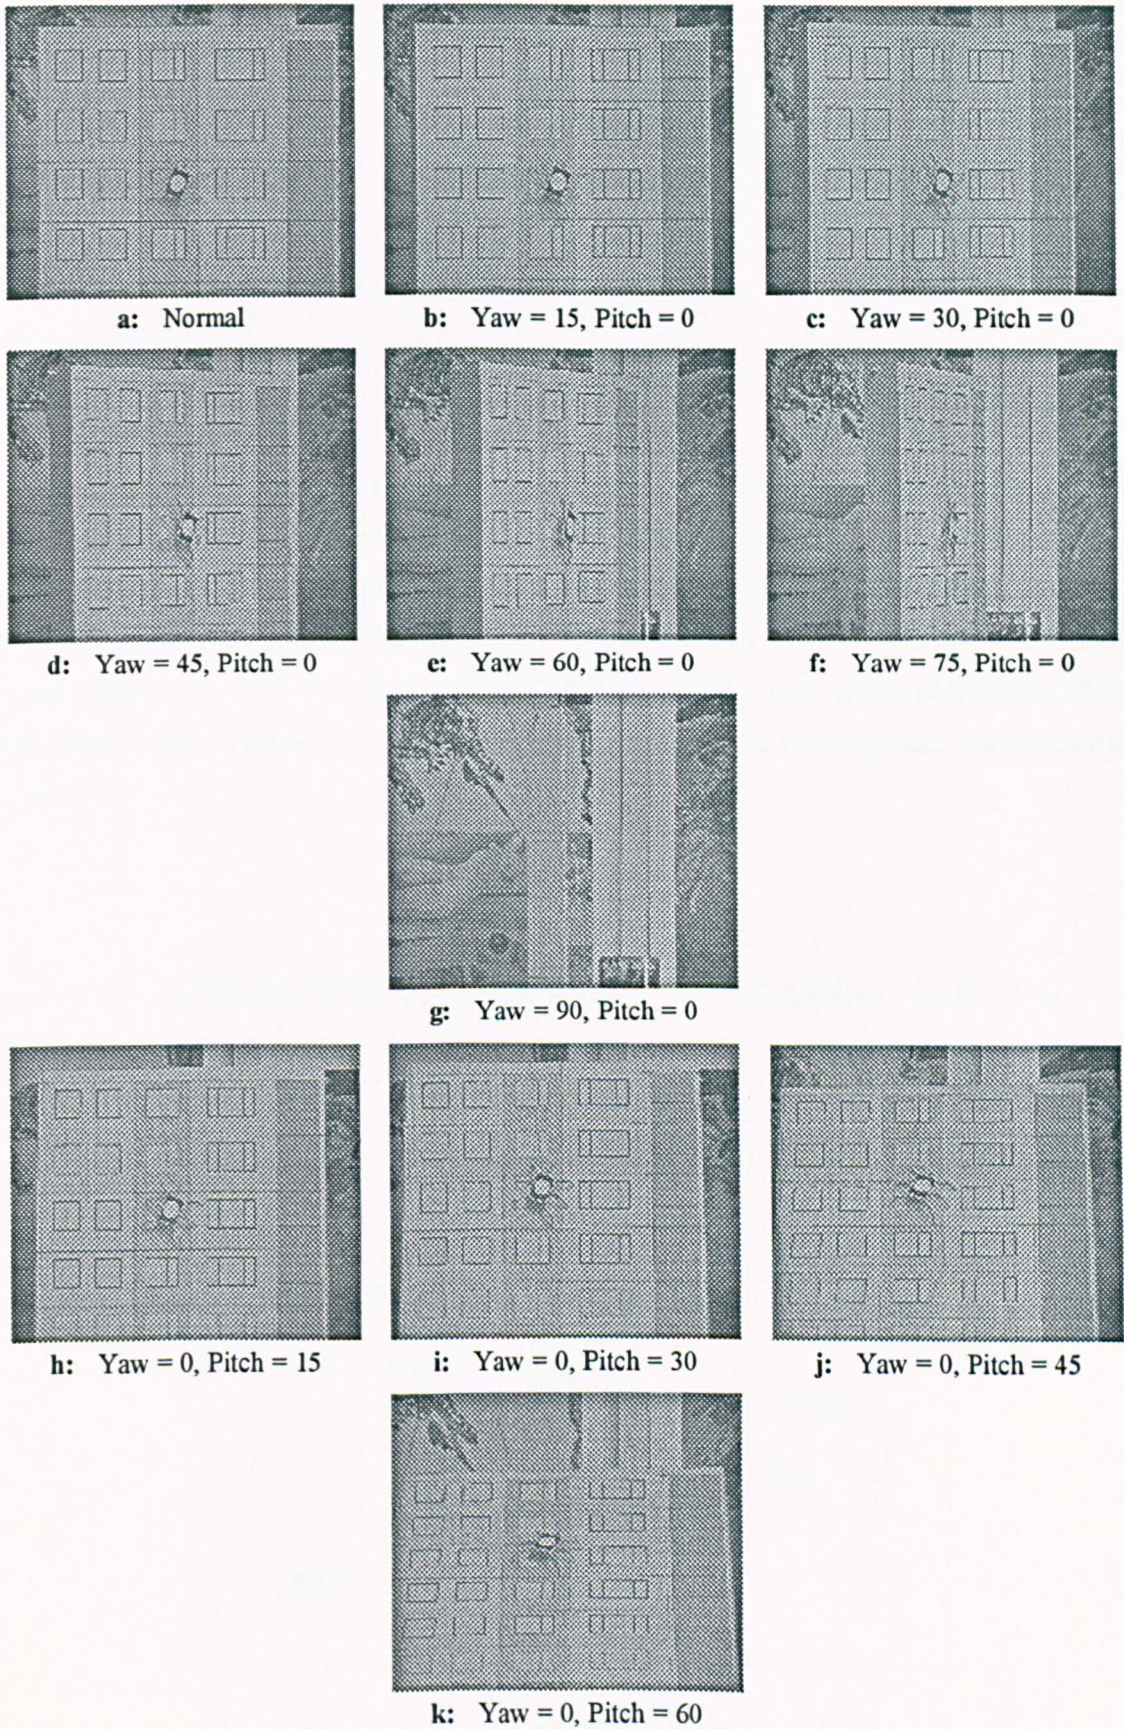 a: Normal
b: Yaw = 15, Pitch = 0
c: Yaw = 30, Pitch = 0
d: Yaw = 45, Pitch = 0
e: Yaw = 60, Pitch = 0
f: Yaw = 75, Pitch = 0
g: Yaw = 90, Pitch = 0
h: Yaw = 0, Pitch = 15
i: Yaw = 0, Pitch = 30
j: Yaw = 0, Pitch = 45
k: Yaw = 0, Pitch = 60